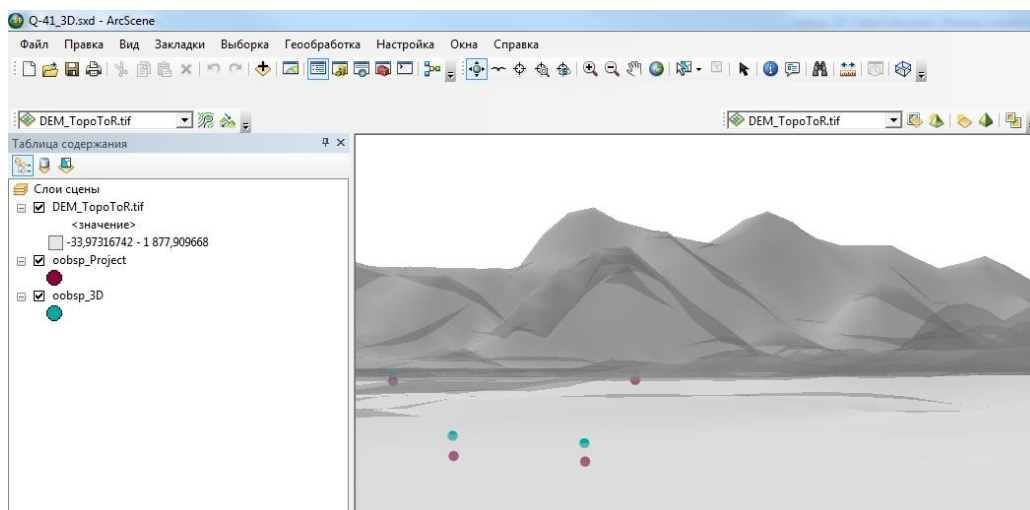 Q-41_3D.sxd - ArcScene
Файл Правка Вид Закладки Выборка Геообработка Настройка Окна Справка
DEM_TopoToR.tif
DEM_TopoToR.tif
Таблица содержания
Слои сцены
DEM_TopoToR.tif
<значение>
-33,97316742 - 1 877,909668
oobsp_Project
oobsp_3D